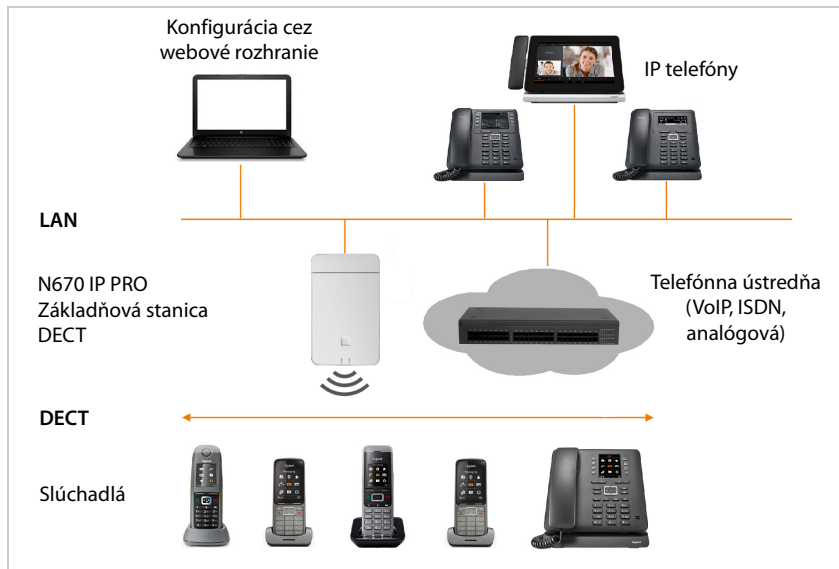 Konfigurácia cez
webové rozhranie
IP telefóny
LAN
N670 IP PRO
Základňová stanica
DECT
Telefónna ústredňa
(VoIP, ISDN,
analógová)
DECT
Slúchadlá